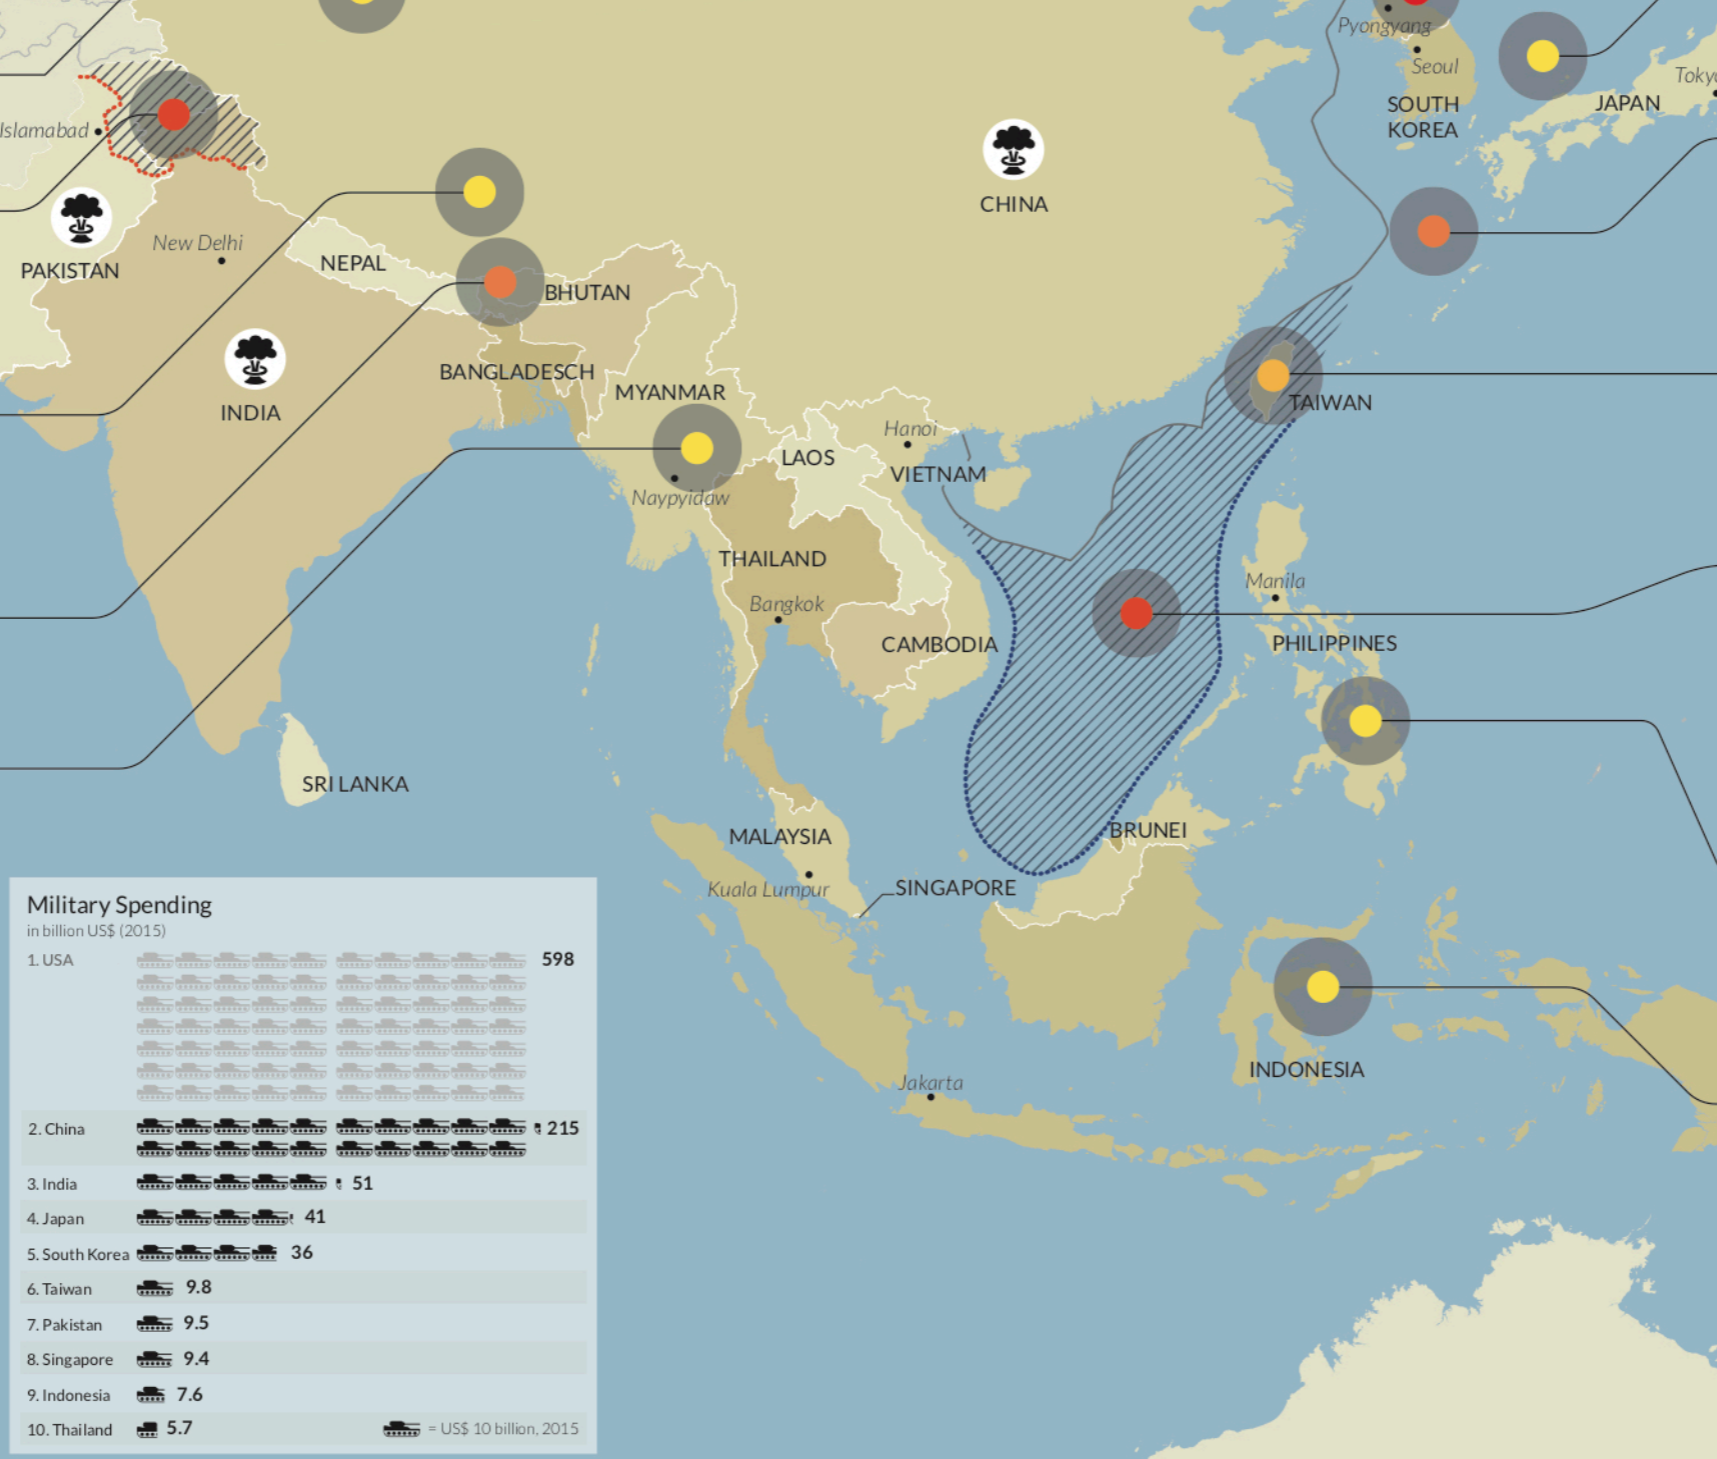 Pyongyang
Seoul
SOUTH
KOREA
JAPAN
Islamabad
CHINA
PAKISTAN
New Delhi
NEPAL
BHUTAN
INDIA
BANGLADESCH
MYANMAR
TAIWAN
Hanoi
LAOS
VIETNAM
Naypyidaw
THAILAND
Bangkok
Manila
CAMBODIA
PHILIPPINES
SRI LANKA
MALAYSIA
BRUNEI
Kuala Lumpur
SINGAPORE
INDONESIA
Jakarta
Military Spending
in billion US$ (2015)
1. USA 598
2. China 215
3. India 51
4. Japan 41
5. South Korea 36
6. Taiwan 9.8
7. Pakistan 9.5
8. Singapore 9.4
9. Indonesia 7.6
10. Thailand 5.7
= US$ 10 billion, 2015